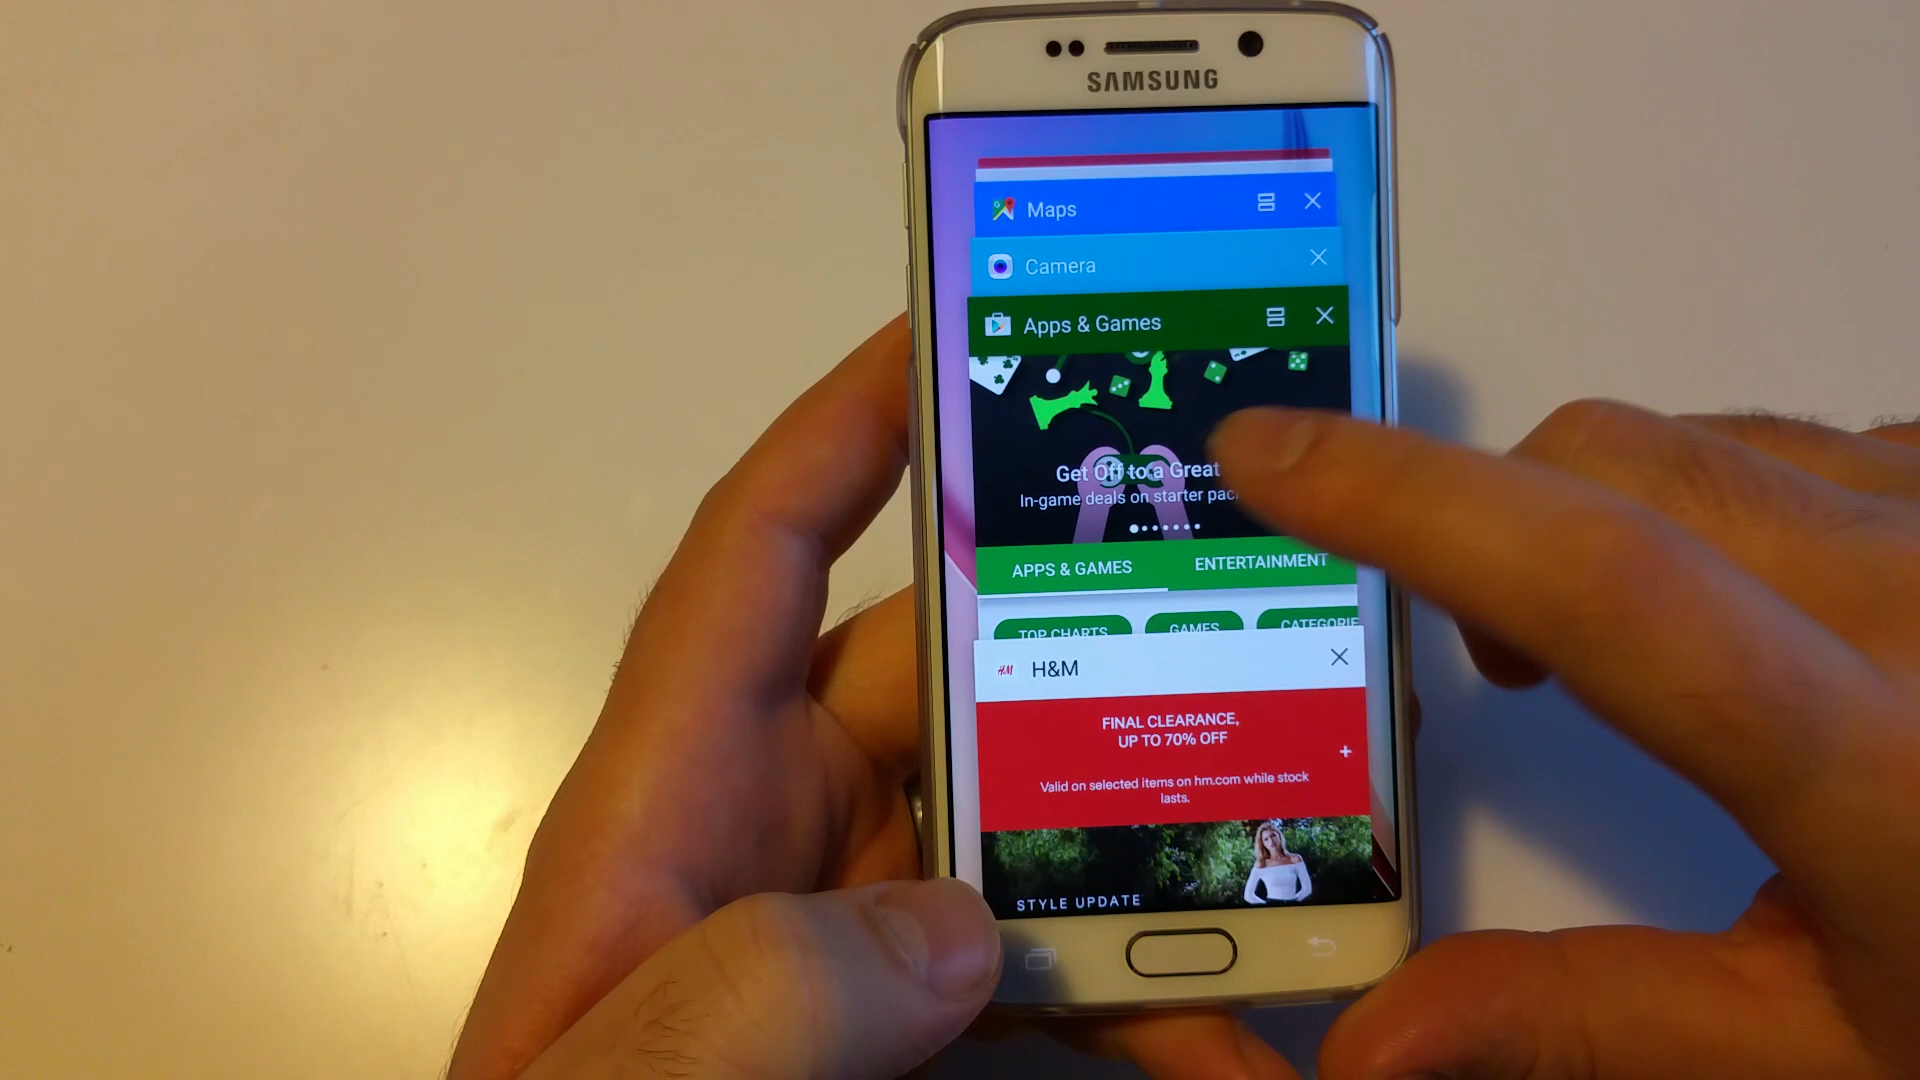 SAMSUNG
Maps
Camera
Apps & Games
Get Off to a Great
In-game deals on starter
APPS & GAMES
ENTERTAINMENT
TOP CHARTS
GAMES
H&M
H&M
FINAL CLEARANCE,
UP TO 70% OFF
+
Valid on selected items on hm.com while stock
lasts.
STYLE UPDATE